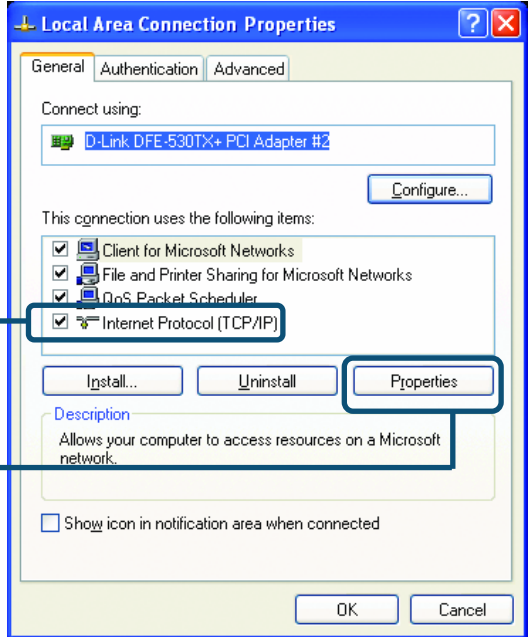 Local Area Connection Properties
General Authentication Advanced
Connect using:
D-Link DFE-530TX+ PCI Adapter #2
Configure...
This connection uses the following items:
Client for Microsoft Networks
File and Printer Sharing for Microsoft Networks
QoS Packet Scheduler
Internet Protocol (TCP/IP)
Install... Uninstall Properties
Description
Allows your computer to access resources on a Microsoft
network.
Show icon in notification area when connected
OK Cancel